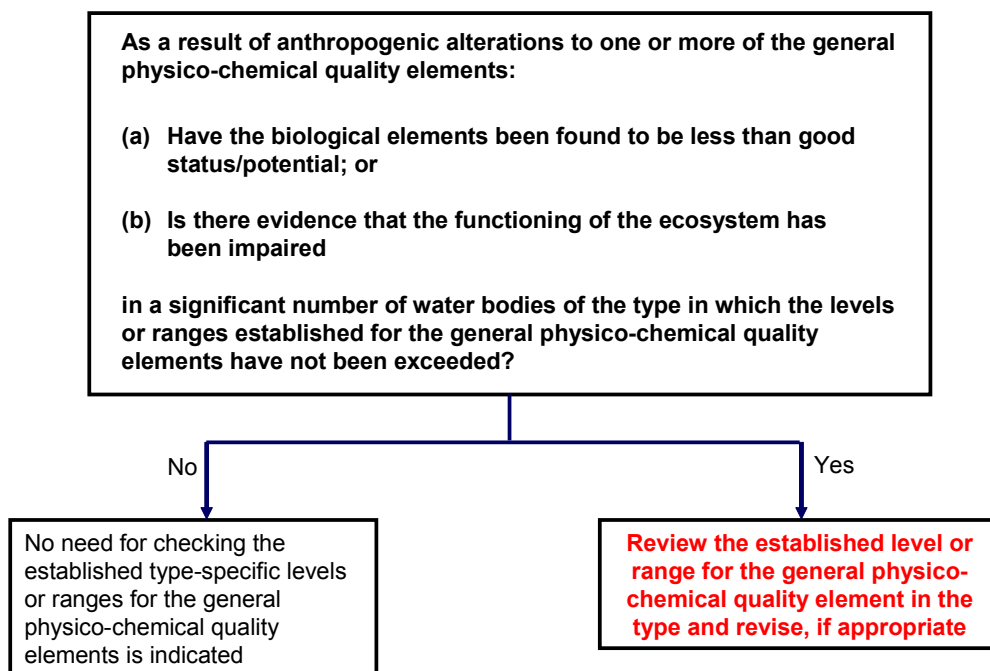 As a result of anthropogenic alterations to one or more of the general
physico-chemical quality elements:
(a) Have the biological elements been found to be less than good
status/potential; or
(b) Is there evidence that the functioning of the ecosystem has
been impaired
in a significant number of water bodies of the type in which the levels
or ranges established for the general physico-chemical quality
elements have not been exceeded?
No
Yes
No need for checking the
established type-specific levels
or ranges for the general
physico-chemical quality
elements is indicated
Review the established level or
range for the general physico-
chemical quality element in the
type and revise, if appropriate